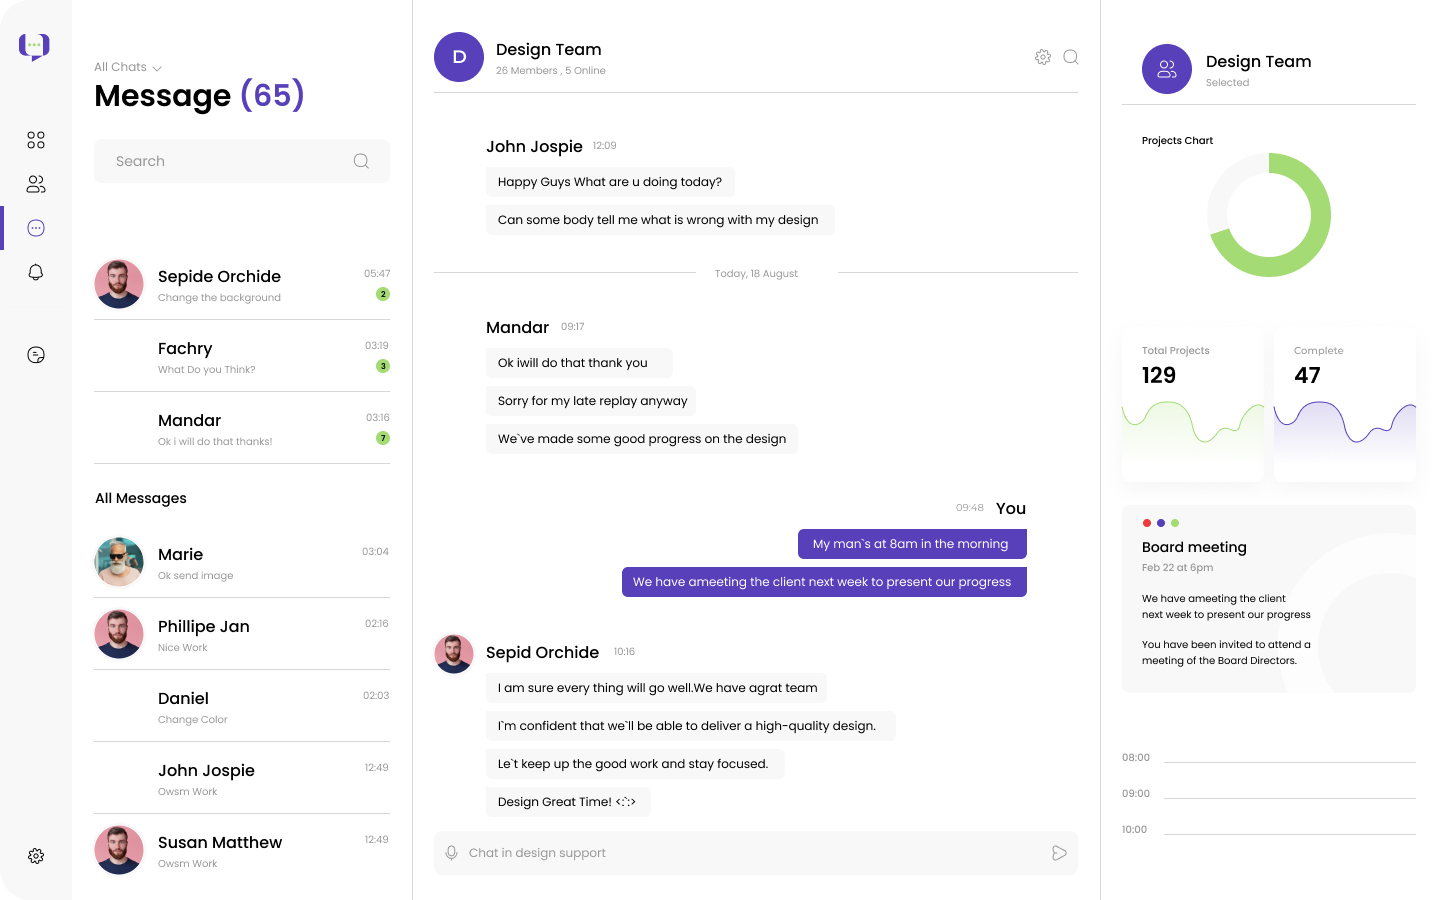 All Chats
Message (65)
Search
Sepide Orchide
05:47
Change the background
2
Fachry
03:19
What Do you Think?
3
Mandar
03:16
Ok i will do that thanks!
7
All Messages
Marie
03:04
Ok send image
Phillipe Jan
02:16
Nice Work
Daniel
02:03
Change Color
John Jospie
12:49
Owsm Work
Susan Matthew
12:49
Owsm Work
D
Design Team
26 Members , 5 Online
John Jospie 12:09
Happy Guys What are u doing today?
Can some body tell me what is wrong with my design
Today, 18 August
Mandar 09:17
Ok iwill do that thank you
Sorry for my late replay anyway
We`ve made some good progress on the design
09:48 You
My man`s at 8am in the morning
We have ameeting the client next week to present our progress
Sepid Orchide 10:16
I am sure every thing will go well.We have agrat team
I`m confident that we`ll be able to deliver a high-quality design.
Le`t keep up the good work and stay focused.
Design Great Time! <:`:>
Chat in design support
Design Team
Selected
Projects Chart
Total Projects
129
Complete
47
Board meeting
Feb 22 at 6pm
We have ameeting the client
next week to present our progress
You have been invited to attend a
meeting of the Board Directors.
08:00
09:00
10:00